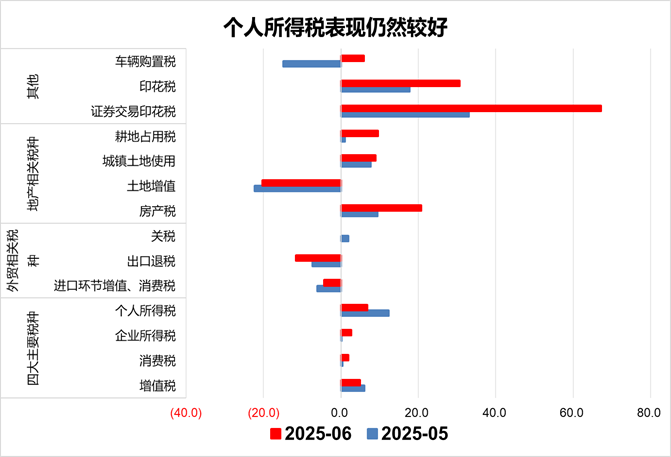 个人所得税表现仍然较好
其他
车辆购置税
印花税
证券交易印花税
地产相关税种
耕地占用税
城镇土地使用
土地增值
房产税
外贸相关税
种
关税
出口退税
进口环节增值、消费税
四大主要税种
个人所得税
企业所得税
消费税
增值税
(40.0) (20.0) 0.0 20.0 40.0 60.0 80.0
2025-06 2025-05